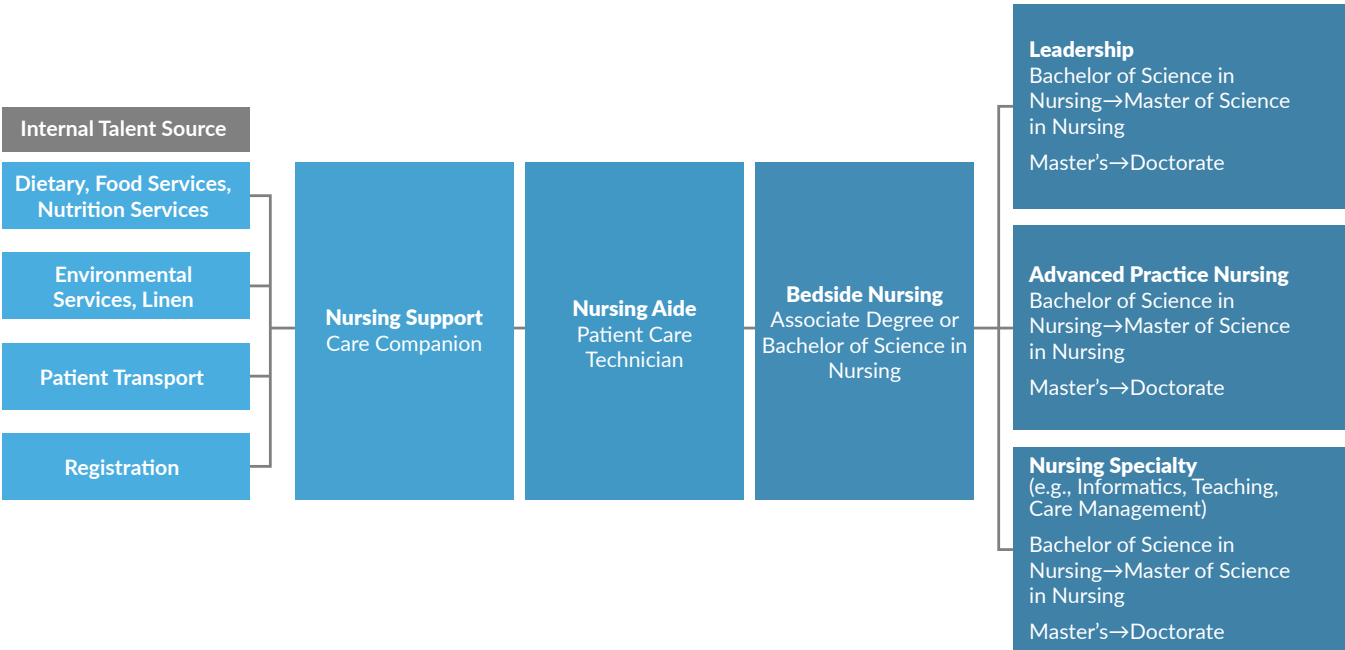 Internal Talent Source
Dietary, Food Services,
Nutrition Services
Environmental
Services, Linen
Patient Transport
Registration
Nursing Support
Care Companion
Nursing Aide
Patient Care
Technician
Bedside Nursing
Associate Degree or
Bachelor of Science in
Nursing
Leadership
Bachelor of Science in
Nursing→Master of Science
in Nursing
Master’s→Doctorate
Advanced Practice Nursing
Bachelor of Science in
Nursing→Master of Science
in Nursing
Master’s→Doctorate
Nursing Specialty
(e.g., Informatics, Teaching,
Care Management)
Bachelor of Science in
Nursing→Master of Science
in Nursing
Master’s→Doctorate